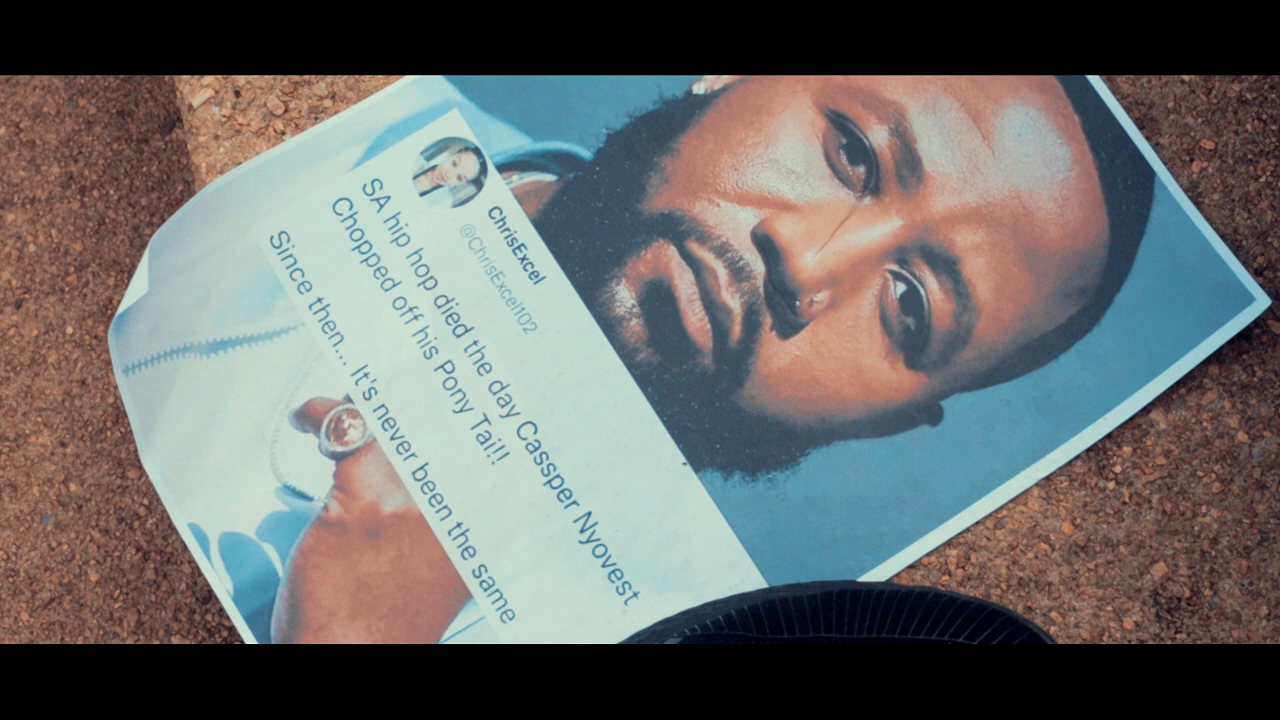 ChrisExcel
@ChrisExcel102
SA hip hop died the day Cassper Nyovest
Chopped off his Pony Tail!
Since then... It's never been the same